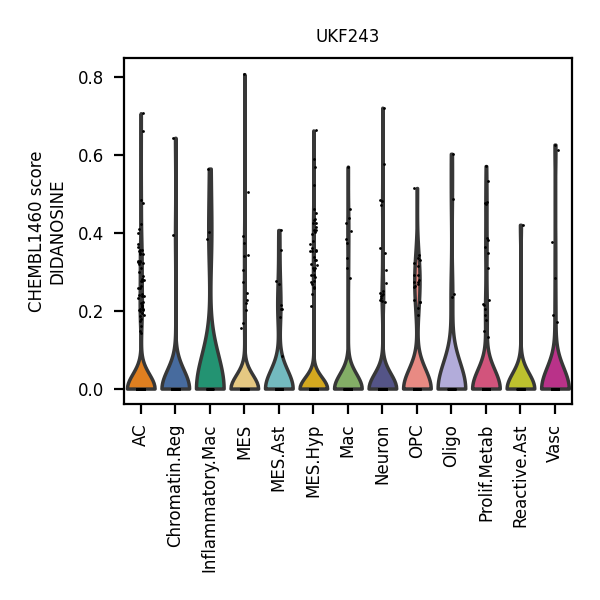 UKF243
CHEMBL1460 score
DIDANOSINE
0.8
0.6
0.4
0.2
0.0
AC
Chromatin.Reg
Inflammatory.Mac
MES
MES.Ast
MES.Hyp
Mac
Neuron
OPC
Oligo
Prolif.Metab
Reactive.Ast
Vasc